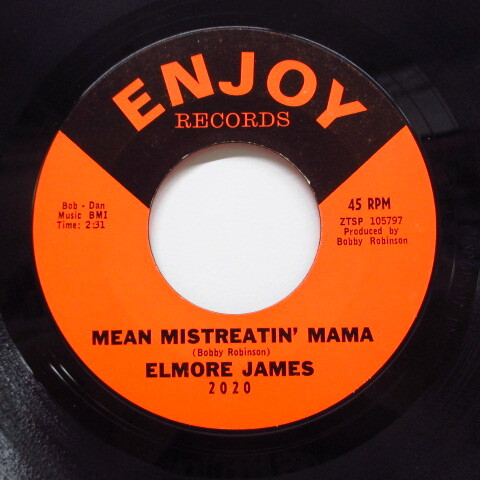 ENJOY
RECORDS
Bob - Dan
Music BMI
Time: 2:31
45 RPM
ZTSP 105797
Produced by
Bobby Robinson
MEAN MISTREATIN' MAMA
(Bobby Robinson)
ELMORE JAMES
2020